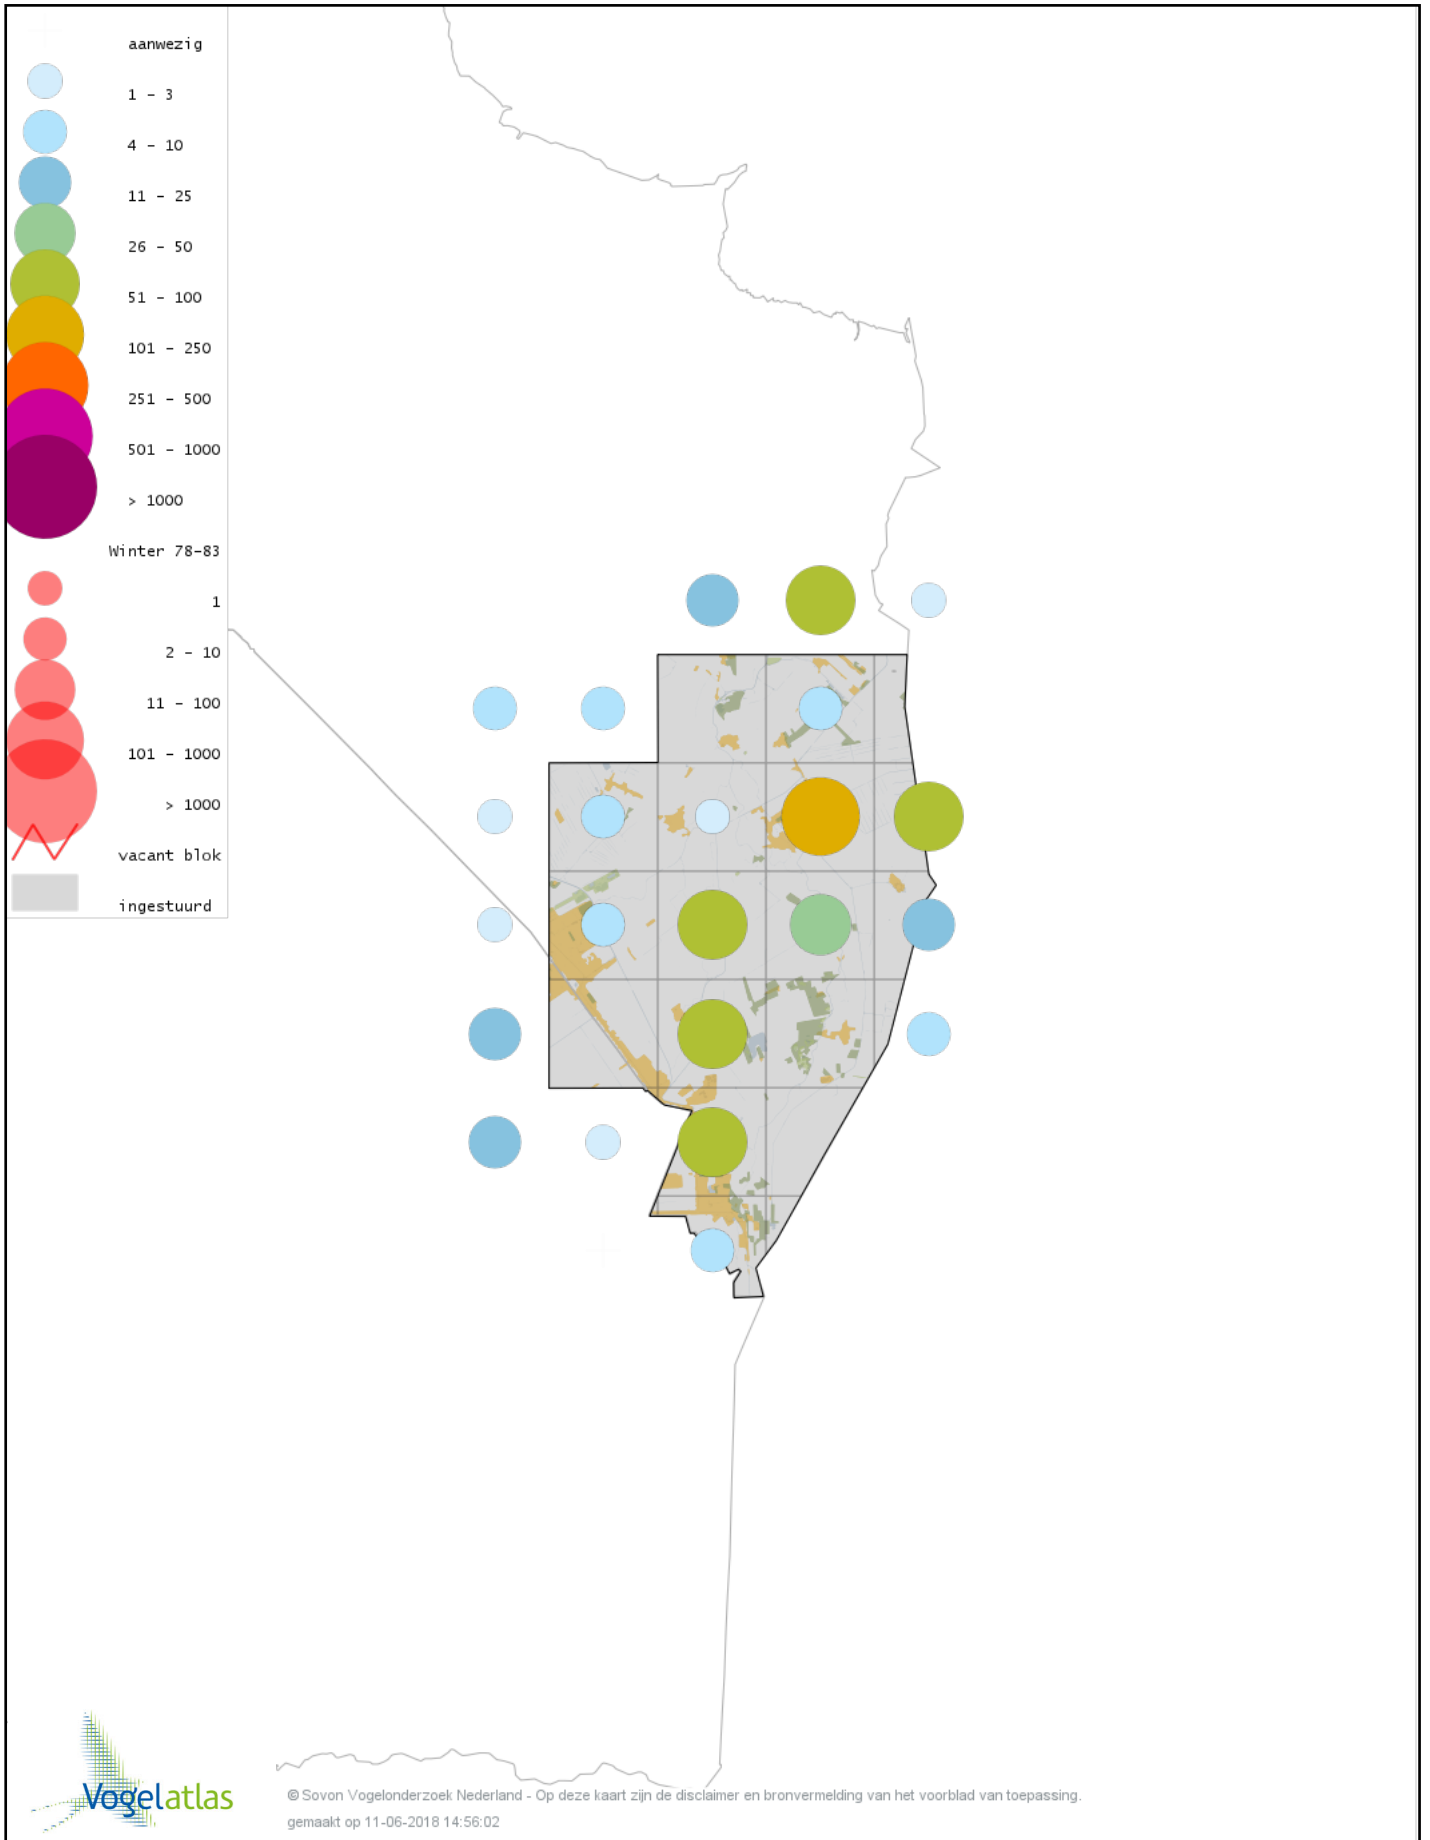 aanwezig
1 - 3
4 - 10
11 - 25
26 - 50
51 - 100
101 - 250
251 - 500
501 - 1000
> 1000
Winter 78-83
1
2 - 10
11 - 100
101 - 1000
> 1000
vacant blok
ingestuurd
Vogelatlas
© Sovon Vogelonderzoek Nederland - Op deze kaart zijn de disclaimer en bronvermelding van het voorblad van toepassing.
gemaakt op 11-06-2018 14:56:02